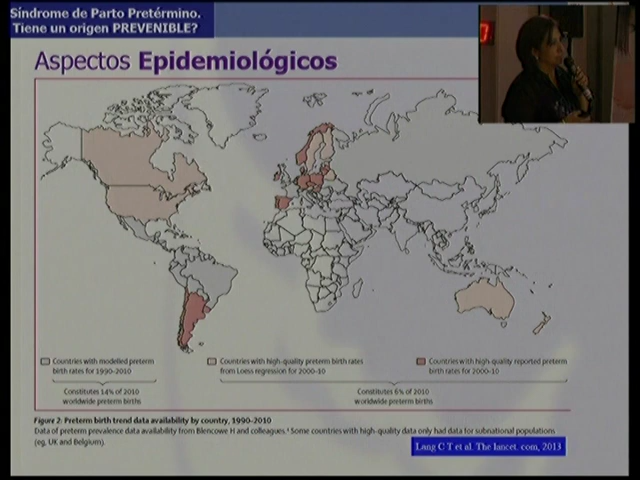 Síndrome de Parto Pretérmino.
Tiene un origen PREVENIBLE?
Aspectos Epidemiológicos
Countries with modelled preterm
birth rates for 1990–2010
Countries with high-quality preterm birth rates
from Loess regression for 2000–10
Countries with high-quality reported preterm
birth rates for 2000–10
Constitutes 14% of 2010
worldwide preterm births
Constitutes 6% of 2010
worldwide preterm births
Figure 2: Preterm birth trend data availability by country, 1990–2010
Data of preterm prevalence data availability from Blencowe H and colleagues. Some countries with high-quality data only had data for subnational populations
(eg, UK and Belgium).
Lang C T et al. The lancet. com, 2013